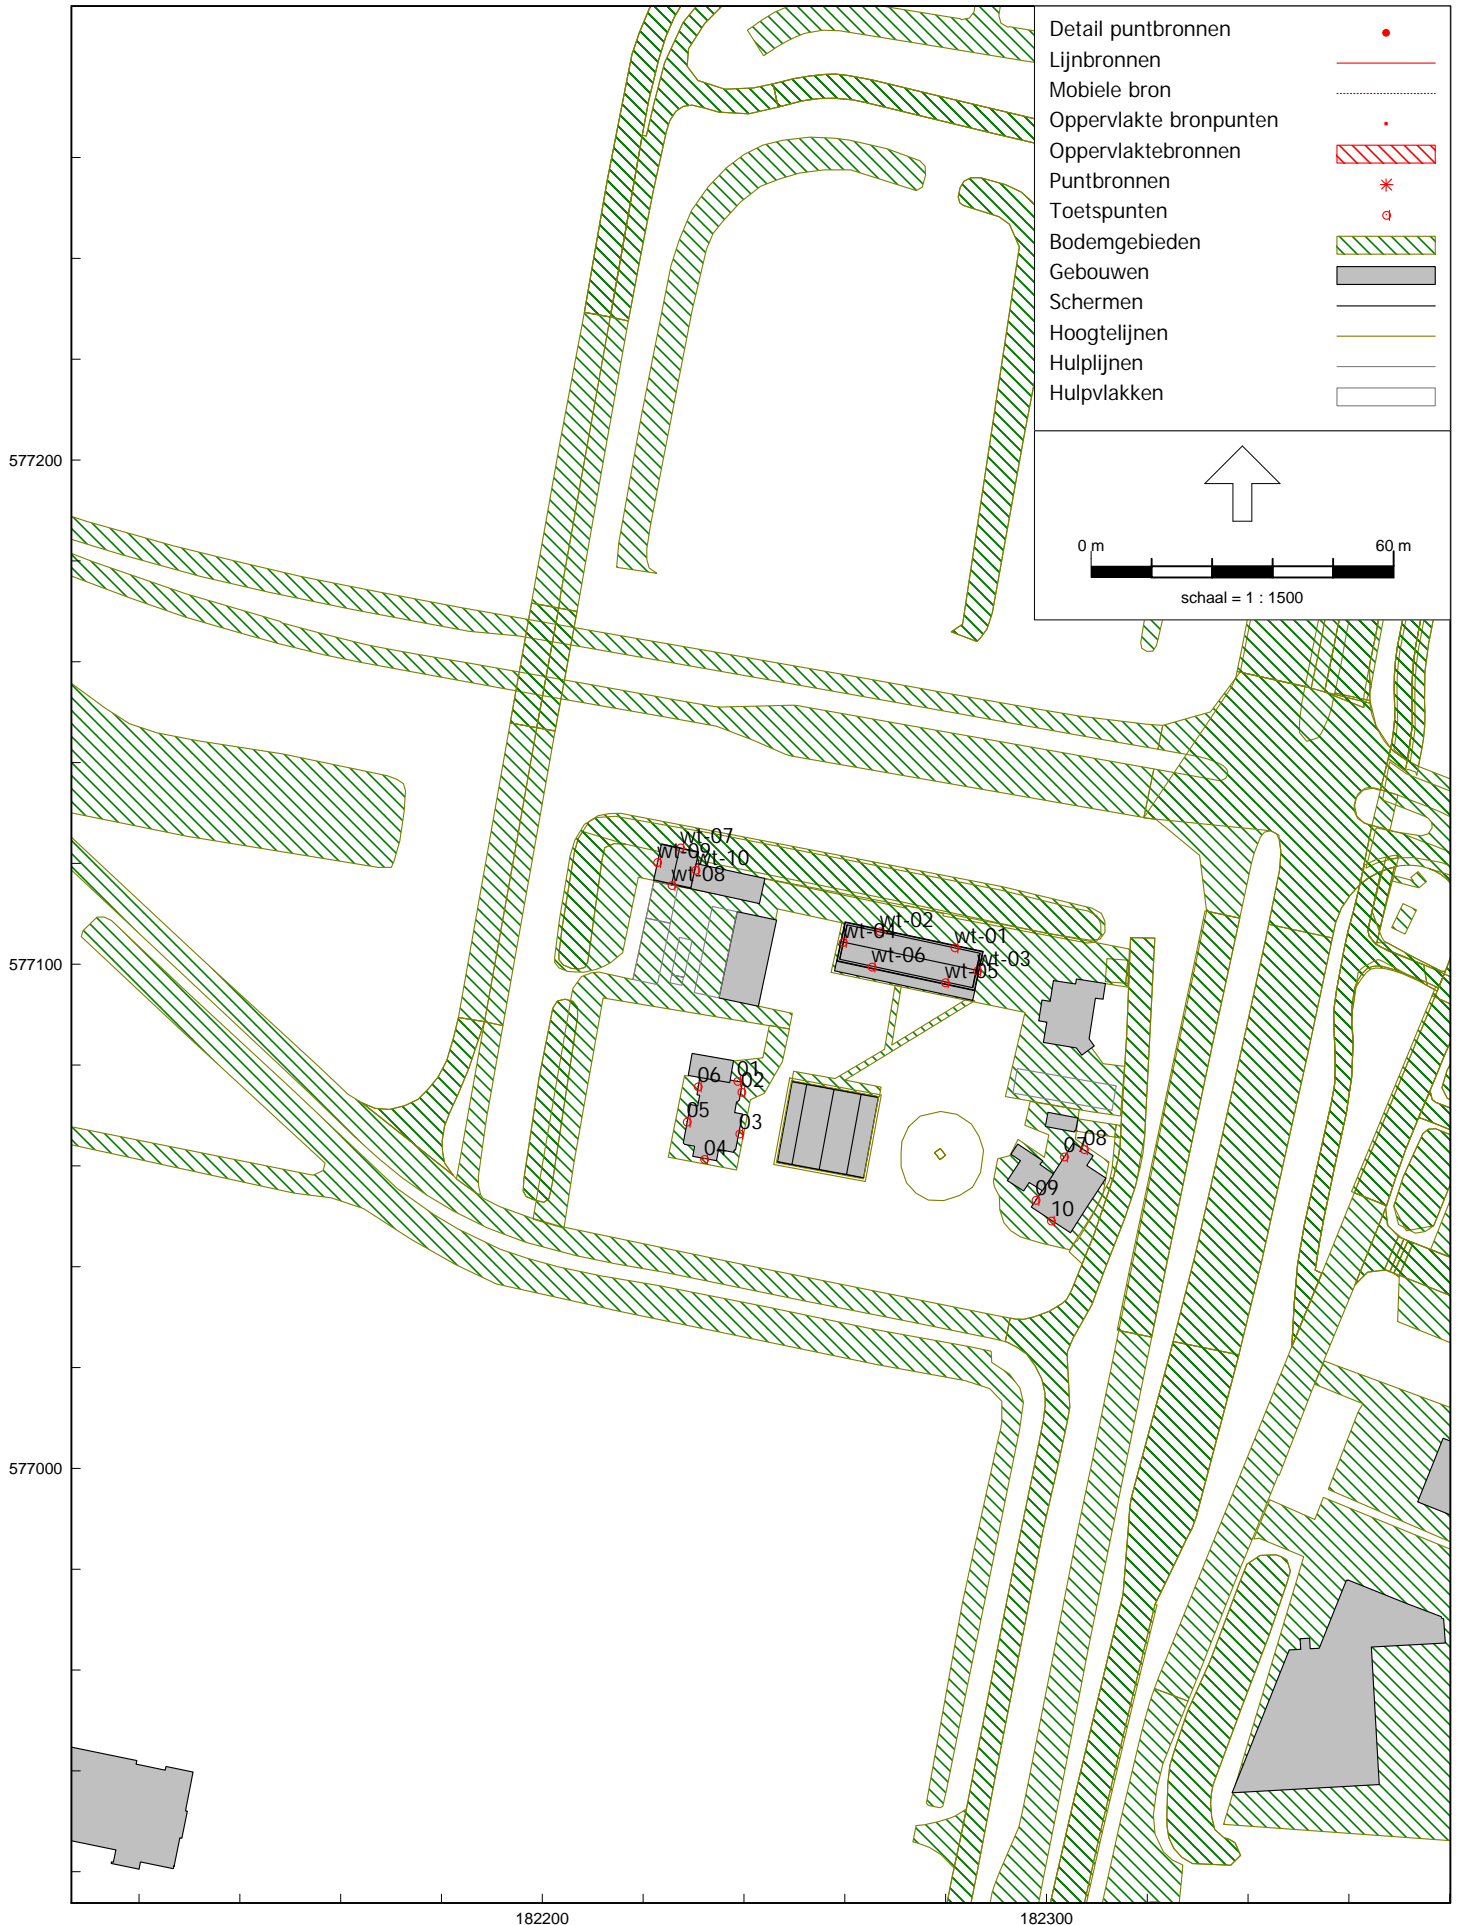 Detail puntbronnen
Lijnbronnen
Mobiele bron
Oppervlakte bronpunten
Oppervlaktebronnen
Puntbronnen
Toetspunten
Bodemgebieden
Gebouwen
Schermen
Hoogtelijnen
Hulplijnen
Hulpvlakken
0 m 60 m
schaal = 1 : 1500
577200
wt-07
wt-09
wt-10
wt-08
wt-02
wt-04
wt-01
wt-06
wt-03
wt-05
577100
01
06
02
05
03
04
08
07
09
10
577000
182200 182300